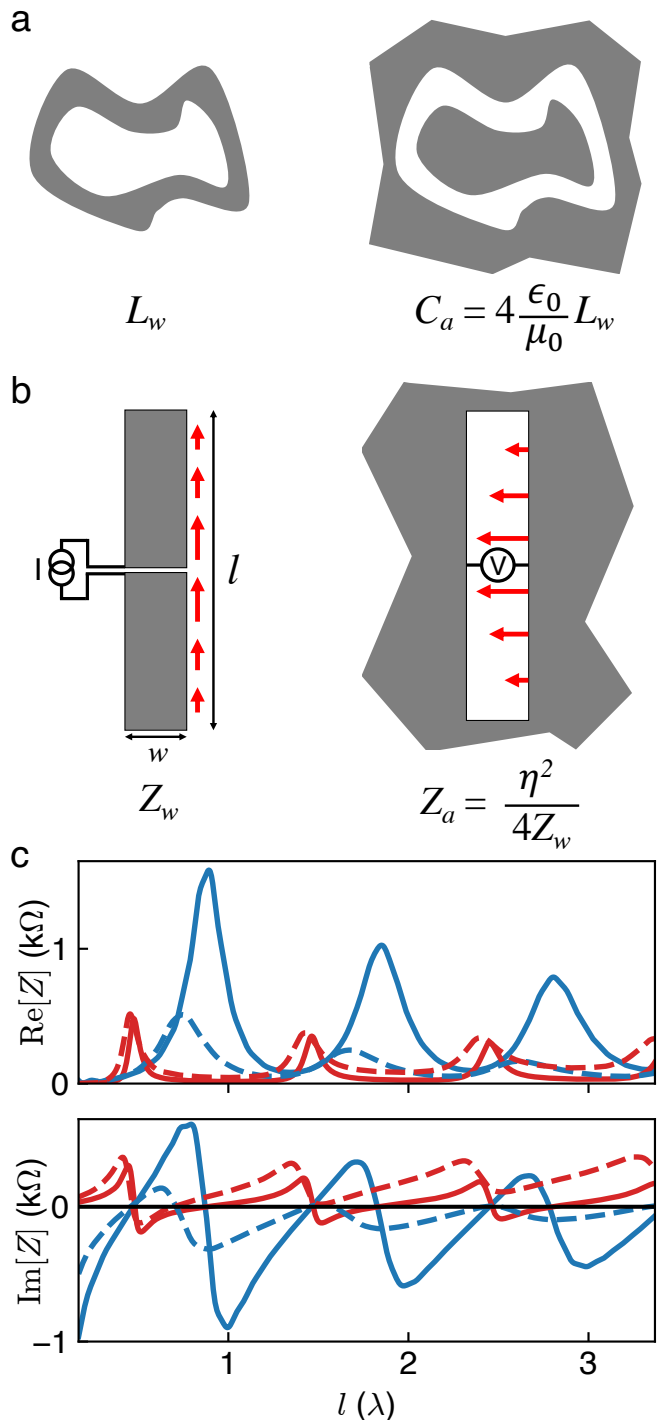 a
L_w
C_a = 4 ϵ_0/μ_0 L_w
b
I
l
V
w
Z_w
Z_a = η^2/4Z_w
c
Re[Z] (kΩ)
1
0
Im[Z] (kΩ)
0
−1
1 2 3
l (λ)